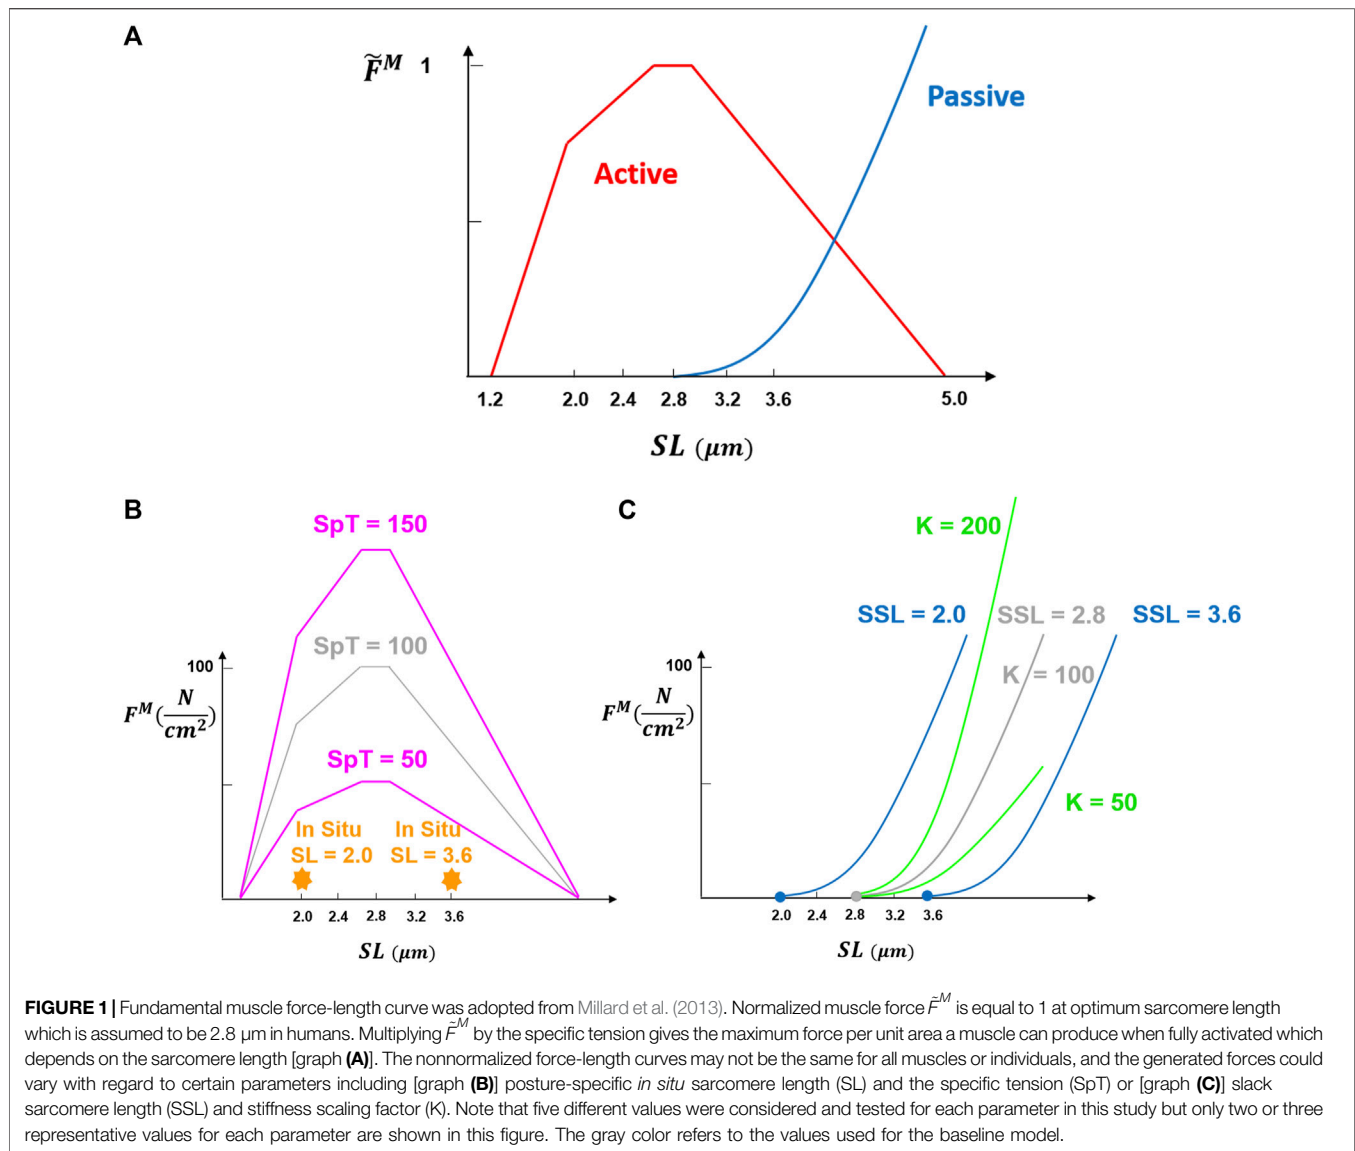 A
F̃ᴹ 1
Passive
Active
1.2 2.0 2.4 2.8 3.2 3.6 5.0
SL (μm)
B
SpT = 150
SpT = 100
100
Fᴹ(N/cm²)
SpT = 50
In Situ In Situ
SL = 2.0 SL = 3.6
2.0 2.4 2.8 3.2 3.6
SL (μm)
C
K = 200
SSL = 2.0 SSL = 2.8 SSL = 3.6
100
K = 100
Fᴹ(N/cm²)
K = 50
2.0 2.4 2.8 3.2 3.6
SL (μm)
FIGURE 1 | Fundamental muscle force-length curve was adopted from Millard et al. (2013). Normalized muscle force F̃ᴹ is equal to 1 at optimum sarcomere length
which is assumed to be 2.8 μm in humans. Multiplying F̃ᴹ by the specific tension gives the maximum force per unit area a muscle can produce when fully activated which
depends on the sarcomere length [graph (A)]. The nonnormalized force-length curves may not be the same for all muscles or individuals, and the generated forces could
vary with regard to certain parameters including [graph (B)] posture-specific in situ sarcomere length (SL) and the specific tension (SpT) or [graph (C)] slack
sarcomere length (SSL) and stiffness scaling factor (K). Note that five different values were considered and tested for each parameter in this study but only two or three
representative values for each parameter are shown in this figure. The gray color refers to the values used for the baseline model.